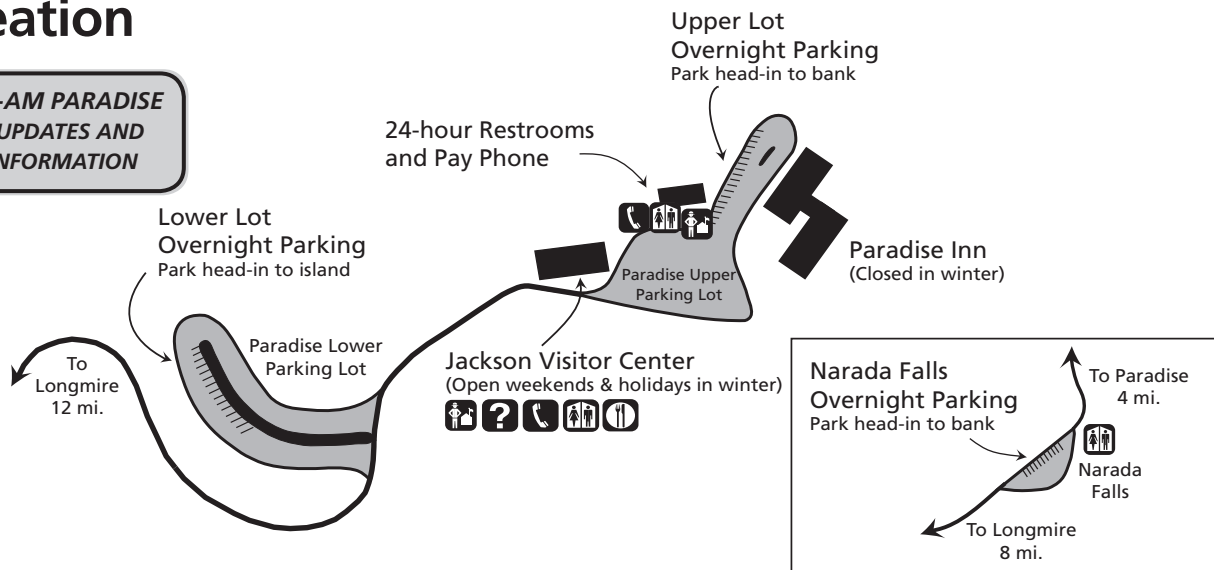 eation
-AM PARADISE
UPDATES AND
NFORMATION
Upper Lot
Overnight Parking
Park head-in to bank
24-hour Restrooms
and Pay Phone
Lower Lot
Overnight Parking
Park head-in to island
Paradise Inn
(Closed in winter)
Paradise Upper
Parking Lot
Paradise Lower
Parking Lot
To
Longmire
12 mi.
Jackson Visitor Center
(Open weekends & holidays in winter)
?
Narada Falls
Overnight Parking
Park head-in to bank
To Paradise
4 mi.
Narada
Falls
To Longmire
8 mi.